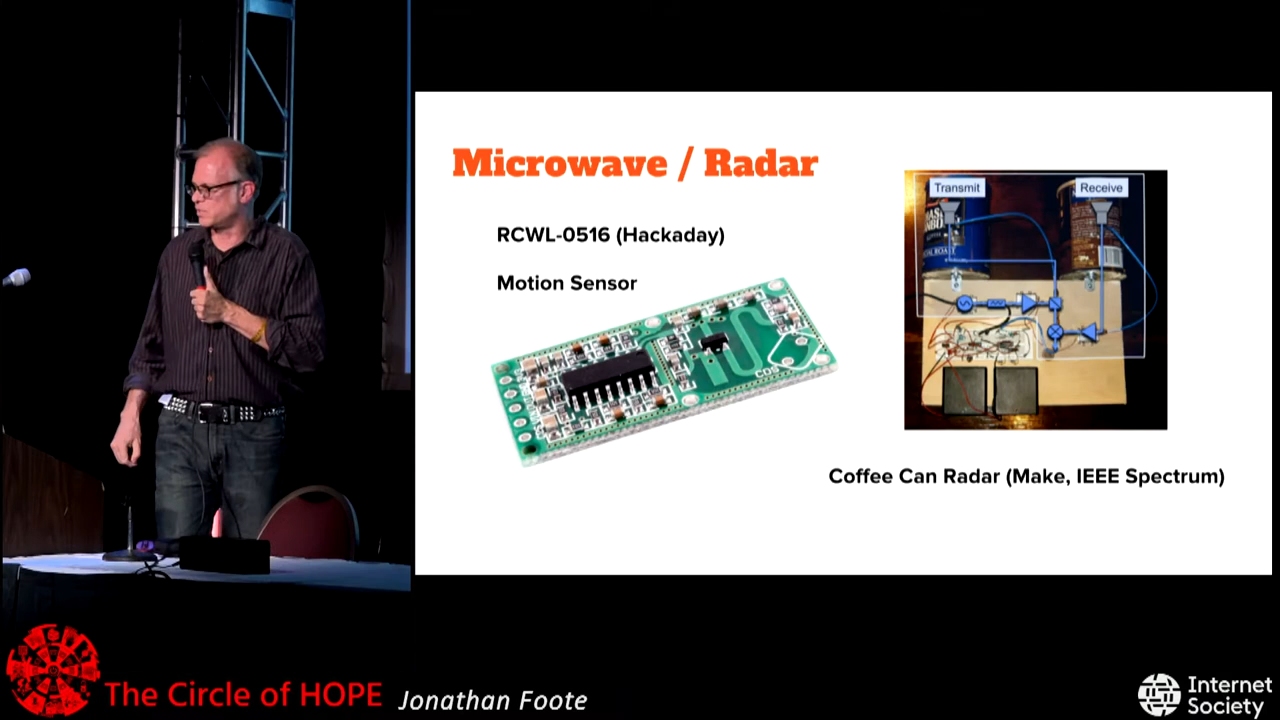 Microwave / Radar
RCWL-0516 (Hackaday)
Motion Sensor
CDS
Transmit
Receive
Coffee Can Radar (Make, IEEE Spectrum)
The Circle of HOPE
Jonathan Foote
Internet
Society